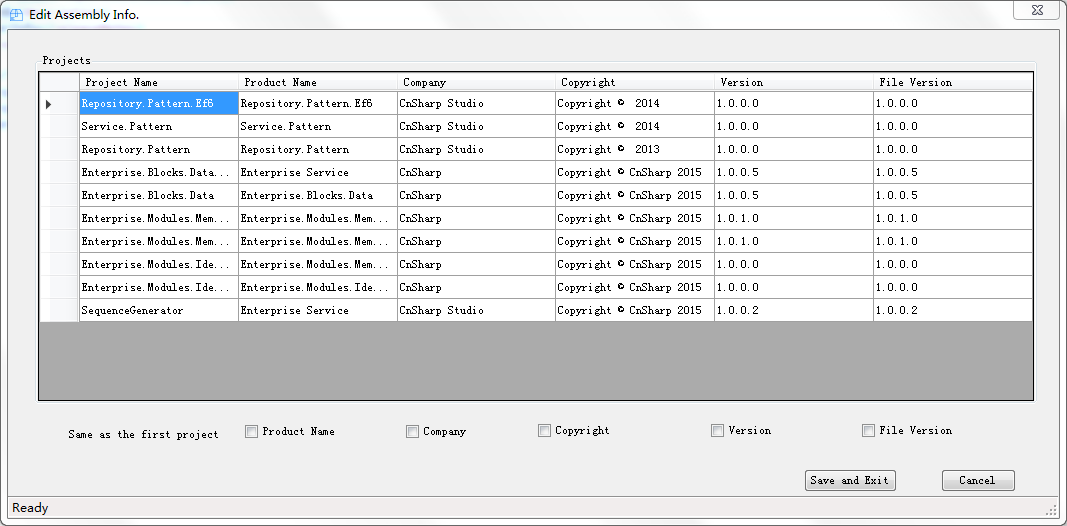 Edit Assembly Info.
Projects
Project Name Product Name Company Copyright Version File Version
Repository.Pattern.Ef6 Repository.Pattern.Ef6 CnSharp Studio Copyright © 2014 1.0.0.0 1.0.0.0
Service.Pattern Service.Pattern CnSharp Studio Copyright © 2014 1.0.0.0 1.0.0.0
Repository.Pattern Repository.Pattern CnSharp Studio Copyright © 2013 1.0.0.0 1.0.0.0
Enterprise.Blocks.Data... Enterprise Service CnSharp Copyright © CnSharp 2015 1.0.0.5 1.0.0.5
Enterprise.Blocks.Data Enterprise.Blocks.Data CnSharp Copyright © CnSharp 2015 1.0.0.5 1.0.0.5
Enterprise.Modules.Mem... Enterprise.Modules.Mem... CnSharp Copyright © CnSharp 2015 1.0.1.0 1.0.1.0
Enterprise.Modules.Mem... Enterprise.Modules.Mem... CnSharp Copyright © CnSharp 2015 1.0.1.0 1.0.1.0
Enterprise.Modules.Ide... Enterprise.Modules.Mem... CnSharp Copyright © CnSharp 2015 1.0.0.0 1.0.0.0
Enterprise.Modules.Ide... Enterprise.Modules.Ide... CnSharp Copyright © CnSharp 2015 1.0.0.0 1.0.0.0
SequenceGenerator Enterprise Service CnSharp Studio Copyright © CnSharp 2015 1.0.0.2 1.0.0.2
Same as the first project Product Name Company Copyright Version File Version
Save and Exit Cancel
Ready